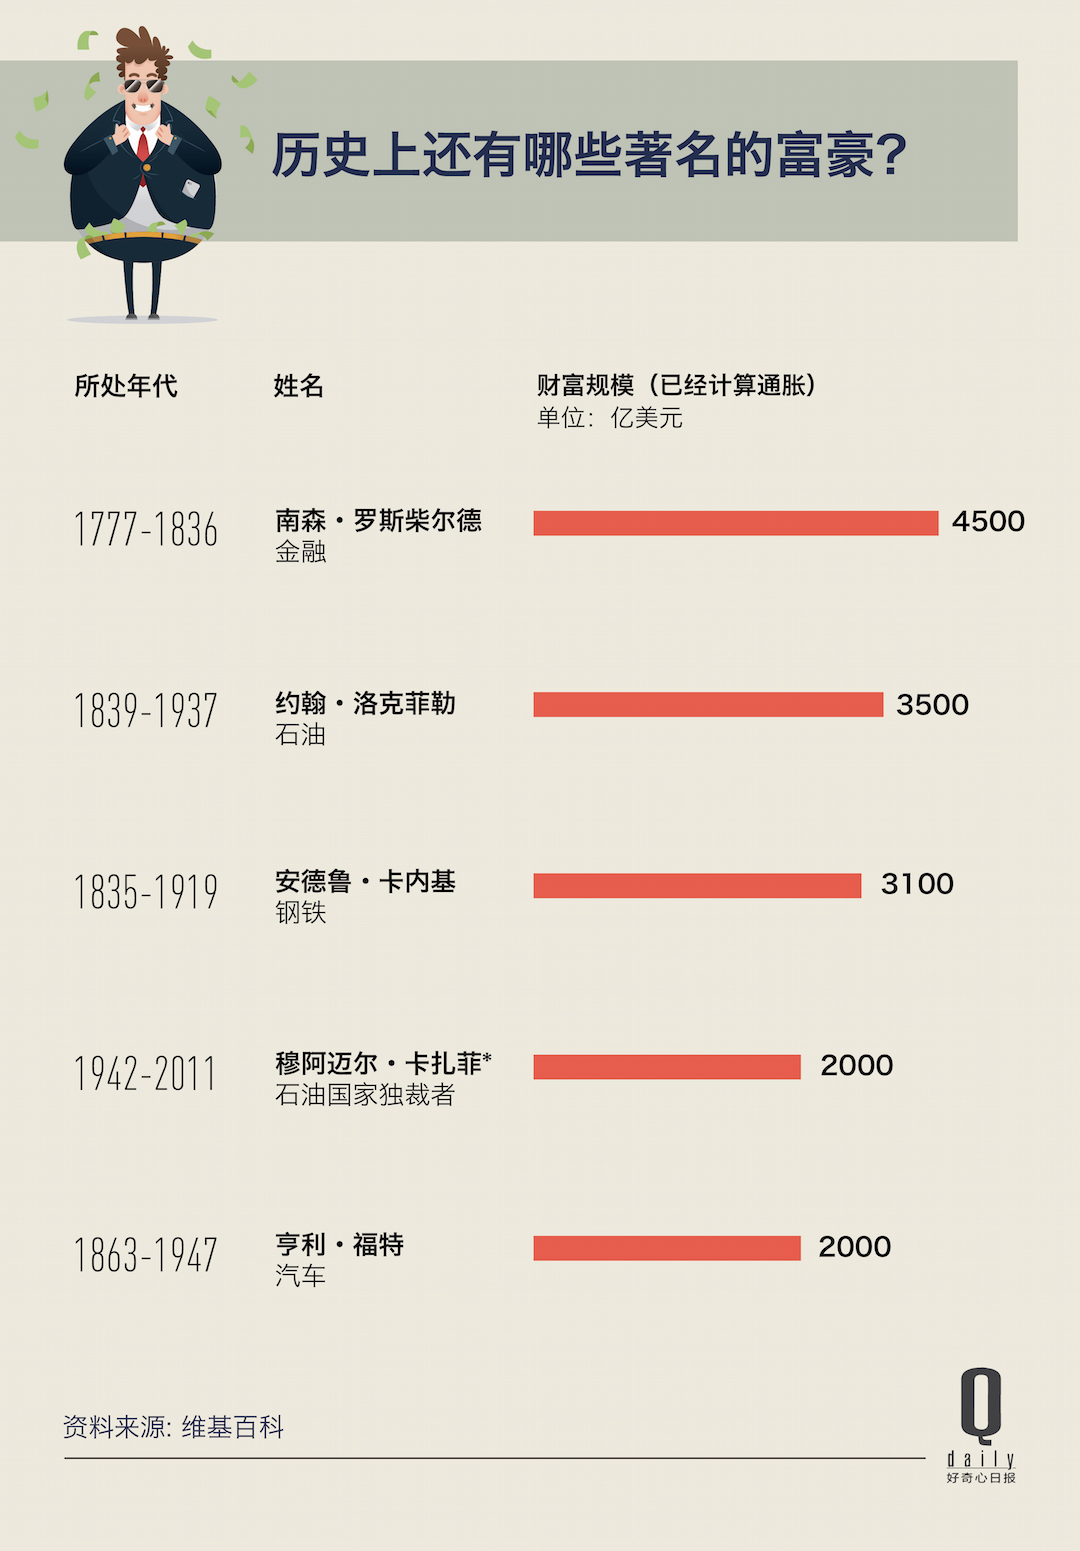 历史上还有哪些著名的富豪?
所处年代 姓名 财富规模（已经计算通胀）
单位：亿美元
1777-1836 南森·罗斯柴尔德 4500
金融
1839-1937 约翰·洛克菲勒 3500
石油
1835-1919 安德鲁·卡内基 3100
钢铁
1942-2011 穆阿迈尔·卡扎菲* 2000
石油国家独裁者
1863-1947 亨利·福特 2000
汽车
资料来源: 维基百科
Q
daily
好奇心日报